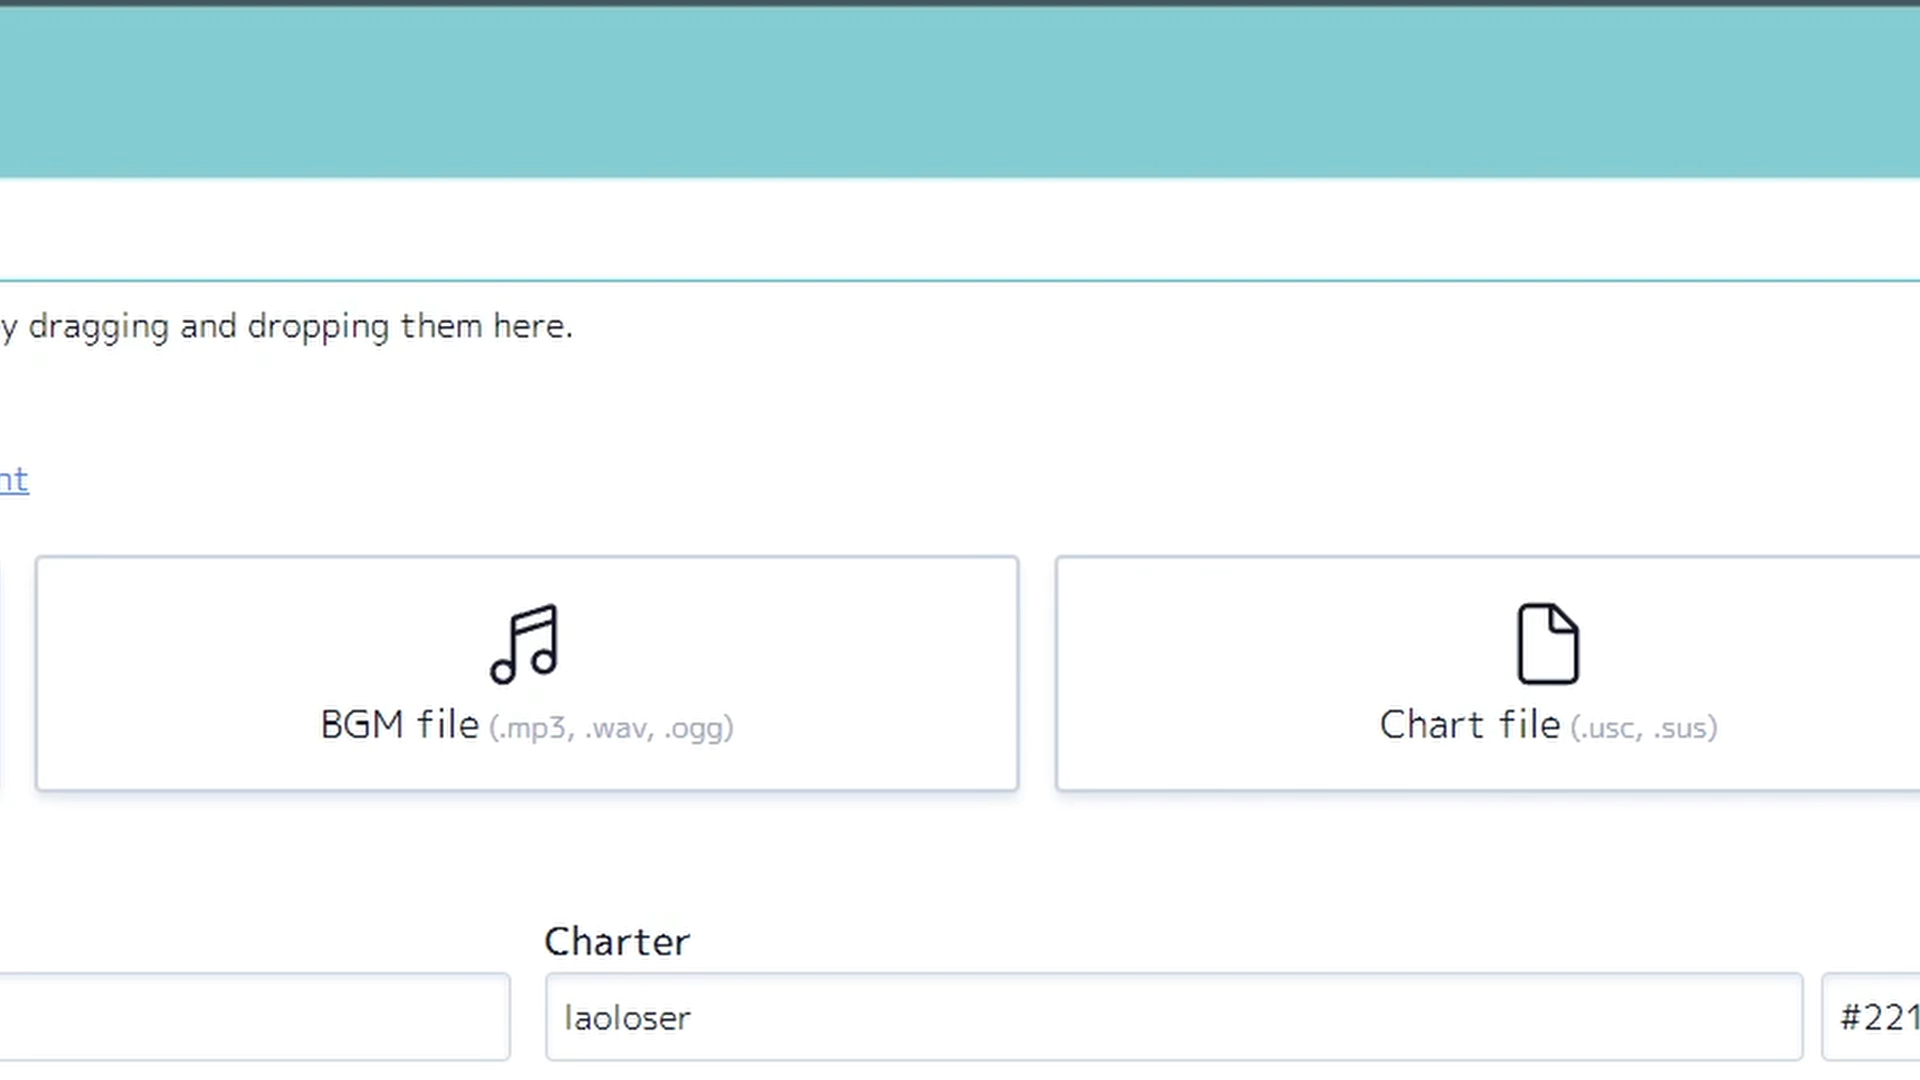 y dragging and dropping them here.
nt
BGM file (.mp3, .wav, .ogg)
Chart file (.usc, .sus)
Charter
laoloser
#221